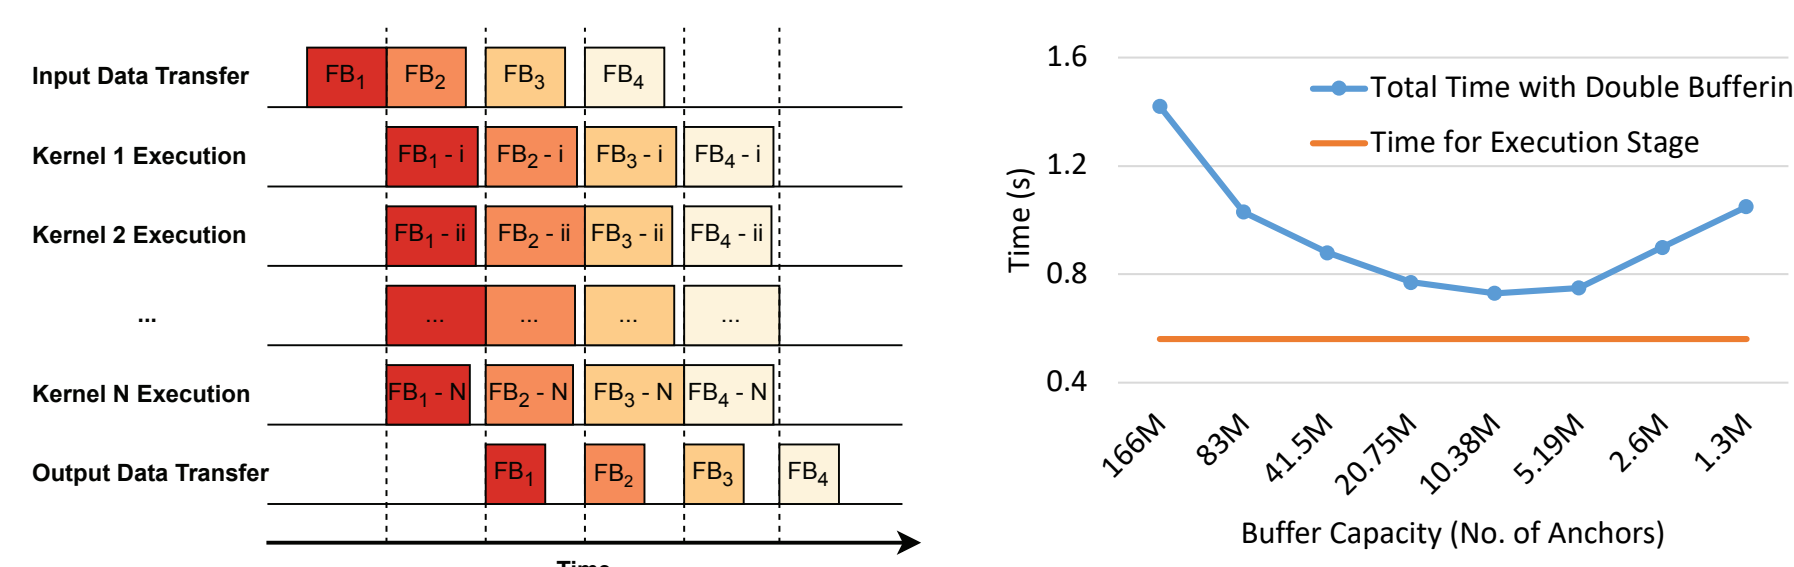 Input Data Transfer
FB1 FB2 FB3 FB4
Kernel 1 Execution
FB1 - i FB2 - i FB3 - i FB4 - i
Kernel 2 Execution
FB1 - ii FB2 - ii FB3 - ii FB4 - ii
...
... ... ... ...
Kernel N Execution
FB1 - N FB2 - N FB3 - N FB4 - N
Output Data Transfer
FB1 FB2 FB3 FB4
Time
1.6
1.2
0.8
0.4
Time (s)
Total Time with Double Bufferin
Time for Execution Stage
166M 83M 41.5M 20.75M 10.38M 5.19M 2.6M 1.3M
Buffer Capacity (No. of Anchors)